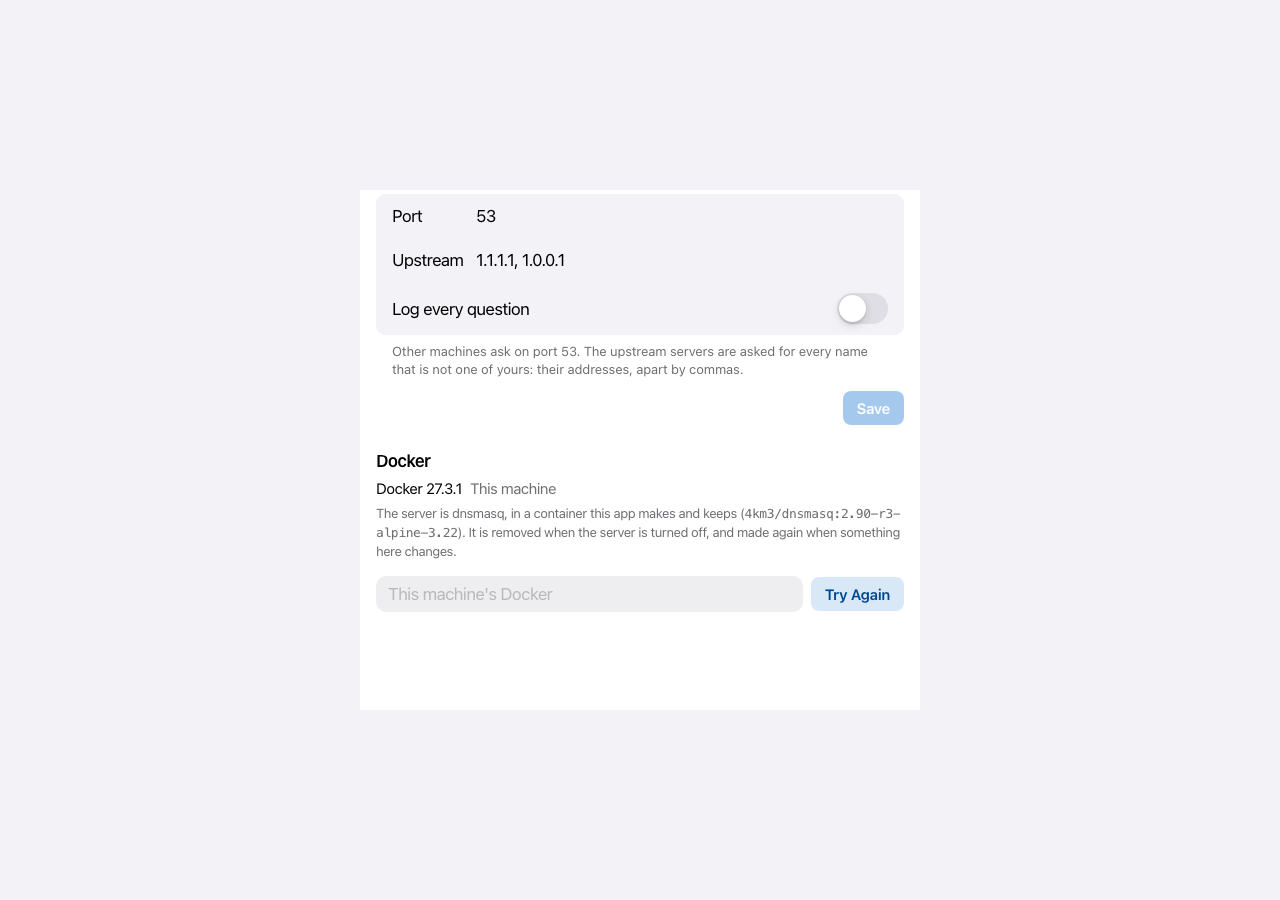 Port 53
Upstream 1.1.1.1, 1.0.0.1
Log every question
Other machines ask on port 53. The upstream servers are asked for every name
that is not one of yours: their addresses, apart by commas.
Save
Docker
Docker 27.3.1 This machine
The server is dnsmasq, in a container this app makes and keeps (4km3/dnsmasq:2.90-r3-
alpine-3.22). It is removed when the server is turned off, and made again when something
here changes.
This machine's Docker
Try Again